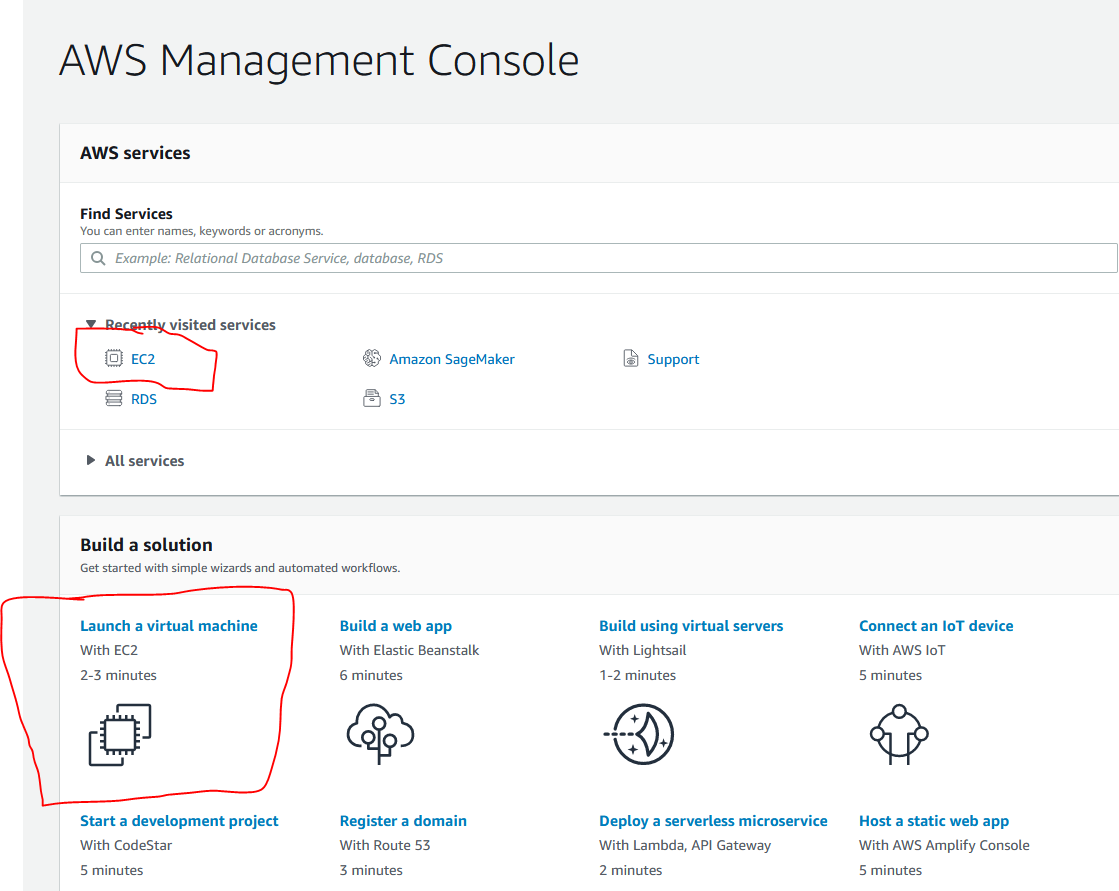 AWS Management Console
AWS services
Find Services
You can enter names, keywords or acronyms.
Example: Relational Database Service, database, RDS
Recently visited services
EC2
Amazon SageMaker
Support
RDS
S3
All services
Build a solution
Get started with simple wizards and automated workflows.
Launch a virtual machine
With EC2
2-3 minutes
Build a web app
With Elastic Beanstalk
6 minutes
Build using virtual servers
With Lightsail
1-2 minutes
Connect an IoT device
With AWS IoT
5 minutes
Start a development project
With CodeStar
5 minutes
Register a domain
With Route 53
3 minutes
Deploy a serverless microservice
With Lambda, API Gateway
2 minutes
Host a static web app
With AWS Amplify Console
5 minutes